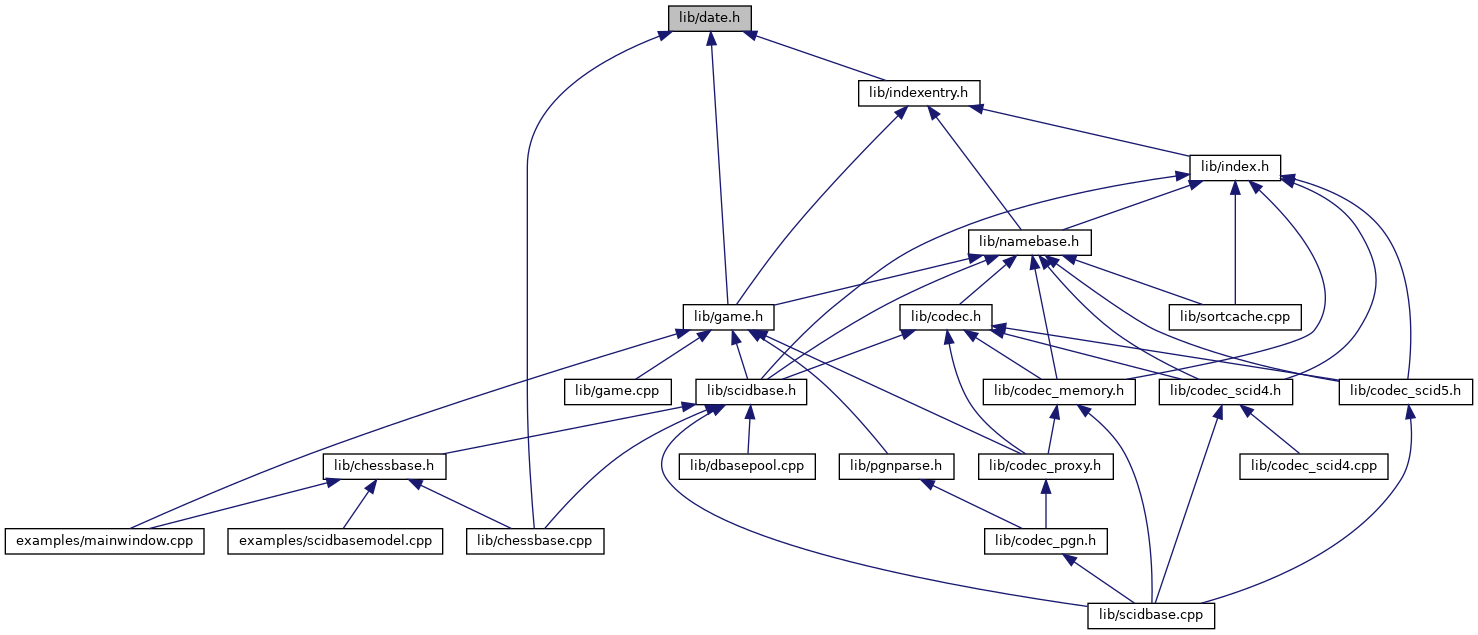 lib/date.h
lib/indexentry.h
lib/index.h
lib/namebase.h
lib/game.h
lib/codec.h
lib/sortcache.cpp
lib/game.cpp
lib/scidbase.h
lib/codec_memory.h
lib/codec_scid4.h
lib/codec_scid5.h
lib/chessbase.h
lib/dbasepool.cpp
lib/pgnparse.h
lib/codec_proxy.h
lib/codec_scid4.cpp
examples/mainwindow.cpp
examples/scidbasemodel.cpp
lib/chessbase.cpp
lib/codec_pgn.h
lib/scidbase.cpp